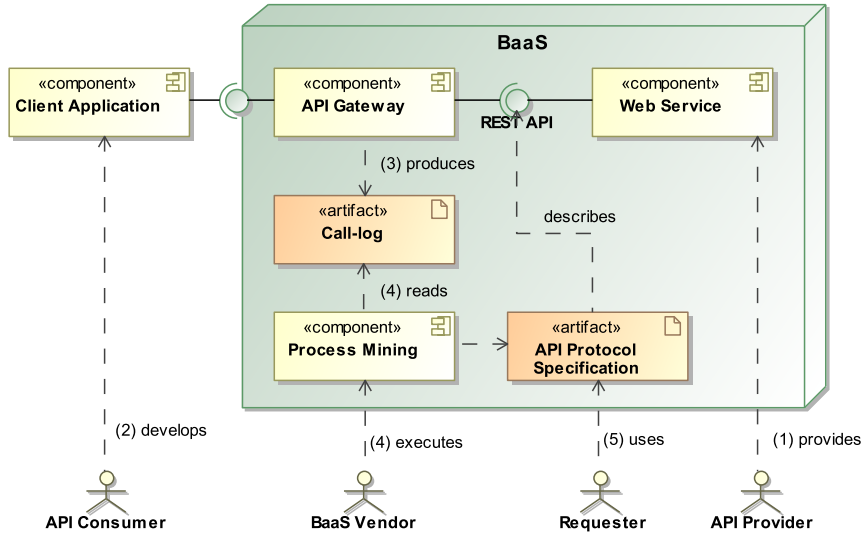 BaaS
«component»
Client Application
«component»
API Gateway
«component»
Web Service
REST API
(3) produces
«artifact»
Call-log
describes
(4) reads
«component»
Process Mining
«artifact»
API Protocol
Specification
(2) develops
(4) executes
(5) uses
(1) provides
API Consumer
BaaS Vendor
Requester
API Provider